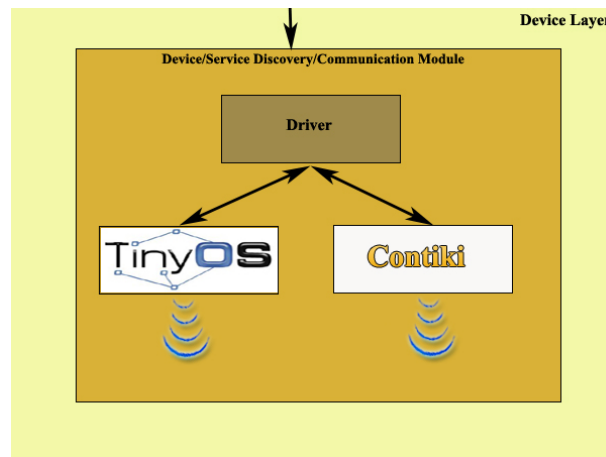 Device Layer
Device/Service Discovery/Communication Module
Driver
TinyOS
Contiki